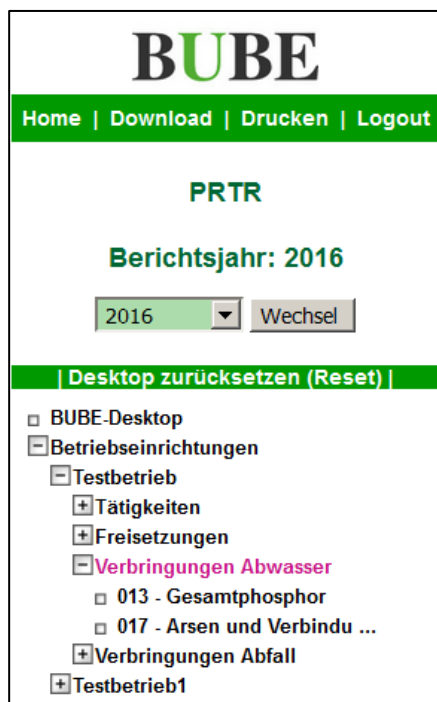 BUBE
Home | Download | Drucken | Logout
PRTR
Berichtsjahr: 2016
2016 Wechsel
| Desktop zurücksetzen (Reset) |
BUBE-Desktop
Betriebseinrichtungen
Testbetrieb
Tätigkeiten
Freisetzungen
Verbringungen Abwasser
013 - Gesamtphosphor
017 - Arsen und Verbindu ...
Verbringungen Abfall
Testbetrieb1